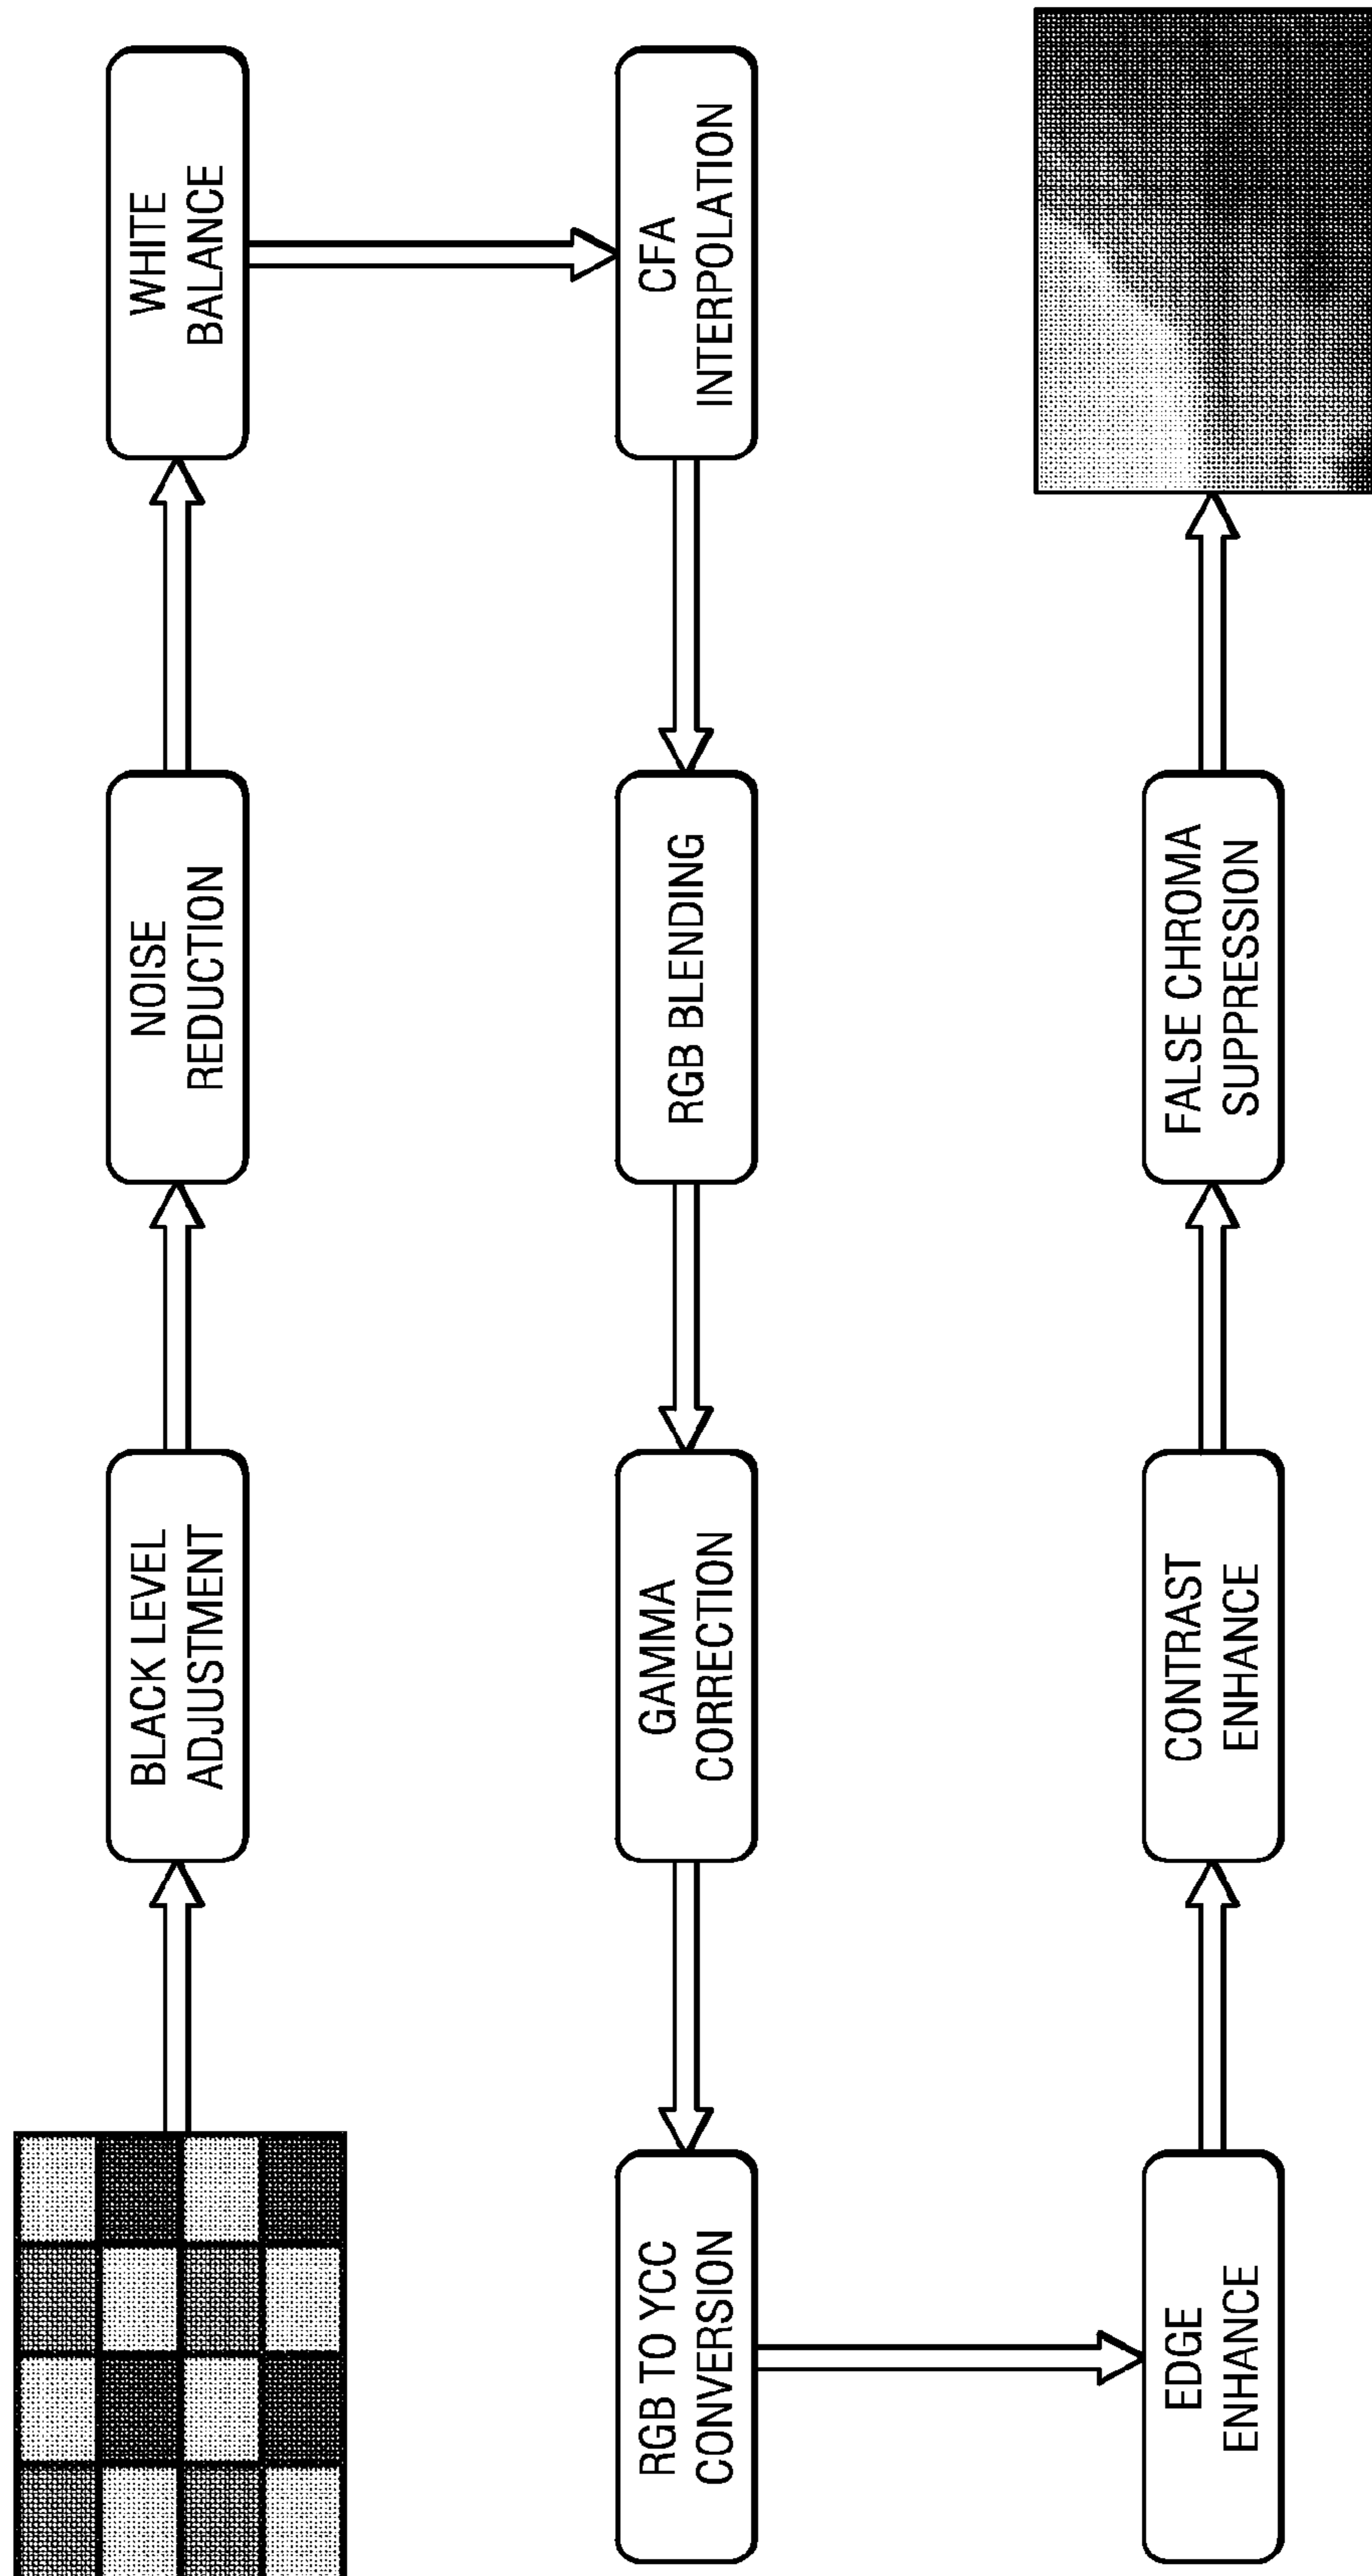 BLACK LEVEL
ADJUSTMENT
NOISE
REDUCTION
WHITE
BALANCE
CFA
INTERPOLATION
RGB BLENDING
GAMMA
CORRECTION
RGB TO YCC
CONVERSION
EDGE
ENHANCE
CONTRAST
ENHANCE
FALSE CHROMA
SUPPRESSION